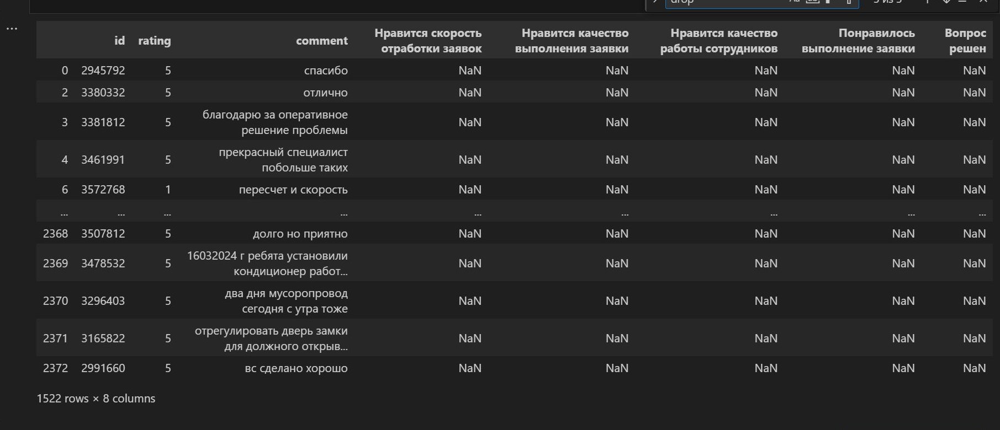 drop
5 из 5
id rating comment Нравится скорость отработки заявок Нравится качество выполнения заявки Нравится качество работы сотрудников Понравилось выполнение заявки Вопрос решен
0 2945792 5 спасибо NaN NaN NaN NaN NaN
2 3380332 5 отлично NaN NaN NaN NaN NaN
3 3381812 5 благодарю за оперативное решение проблемы NaN NaN NaN NaN NaN
4 3461991 5 прекрасный специалист побольше таких NaN NaN NaN NaN NaN
6 3572768 1 пересчет и скорость NaN NaN NaN NaN NaN
... ... ... ... ... ... ... ... ...
2368 3507812 5 долго но приятно NaN NaN NaN NaN NaN
2369 3478532 5 16032024 г ребята установили кондиционер работ... NaN NaN NaN NaN NaN
2370 3296403 5 два дня мусоропровод сегодня с утра тоже NaN NaN NaN NaN NaN
2371 3165822 5 отрегулировать дверь замки для должного открыв... NaN NaN NaN NaN NaN
2372 2991660 5 вс сделано хорошо NaN NaN NaN NaN NaN
1522 rows × 8 columns